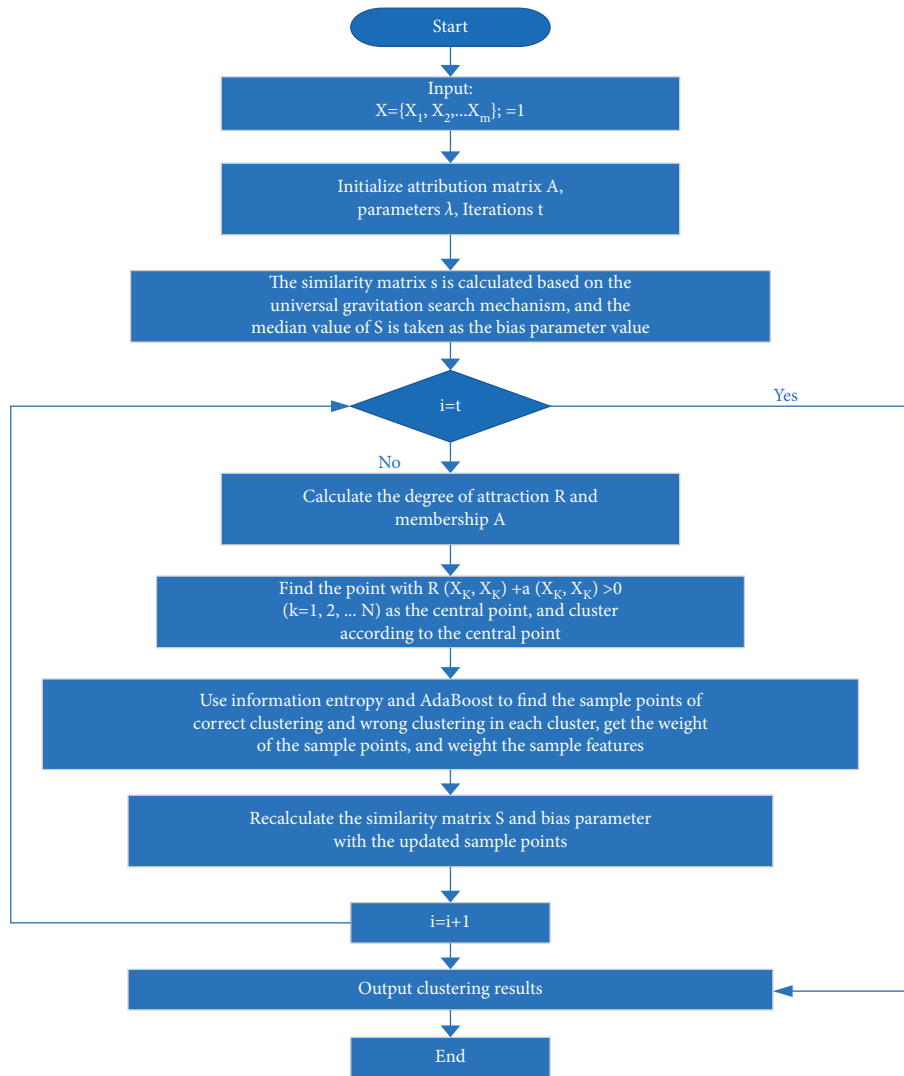 Start
Input:
X={X₁, X₂,...Xₘ}; =1
Initialize attribution matrix A,
parameters λ, Iterations t
The similarity matrix s is calculated based on the
universal gravitation search mechanism, and the
median value of S is taken as the bias parameter value
i=t
Yes
No
Calculate the degree of attraction R and
membership A
Find the point with R (X_K, X_K) +a (X_K, X_K) >0
(k=1, 2, ... N) as the central point, and cluster
according to the central point
Use information entropy and AdaBoost to find the sample points of
correct clustering and wrong clustering in each cluster, get the weight
of the sample points, and weight the sample features
Recalculate the similarity matrix S and bias parameter
with the updated sample points
i=i+1
Output clustering results
End